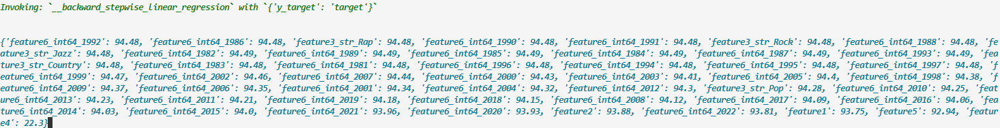 Invoking: `__backward_stepwise_linear_regression` with `{'y_target': 'target'}`
{'feature6_int64_1992': 94.48, 'feature6_int64_1986': 94.48, 'feature3_str_Rap': 94.48, 'feature6_int64_1990': 94.48, 'feature6_int64_1991': 94.48, 'feature3_str_Rock': 94.48, 'feature6_int64_1988': 94.48, 'fe
ature3_str_Jazz': 94.48, 'feature6_int64_1982': 94.49, 'feature6_int64_1989': 94.49, 'feature6_int64_1985': 94.49, 'feature6_int64_1984': 94.49, 'feature6_int64_1987': 94.49, 'feature6_int64_1993': 94.49, 'fea
ture3_str_Country': 94.48, 'feature6_int64_1983': 94.48, 'feature6_int64_1981': 94.48, 'feature6_int64_1996': 94.48, 'feature6_int64_1994': 94.48, 'feature6_int64_1995': 94.48, 'feature6_int64_1997': 94.48, 'f
eature6_int64_1999': 94.47, 'feature6_int64_2002': 94.46, 'feature6_int64_2007': 94.44, 'feature6_int64_2000': 94.43, 'feature6_int64_2003': 94.41, 'feature6_int64_2005': 94.4, 'feature6_int64_1998': 94.38, 'f
eature6_int64_2009': 94.37, 'feature6_int64_2006': 94.35, 'feature6_int64_2001': 94.34, 'feature6_int64_2004': 94.32, 'feature6_int64_2012': 94.3, 'feature3_str_Pop': 94.28, 'feature6_int64_2010': 94.25, 'feat
ure6_int64_2013': 94.23, 'feature6_int64_2011': 94.21, 'feature6_int64_2019': 94.18, 'feature6_int64_2018': 94.15, 'feature6_int64_2008': 94.12, 'feature6_int64_2017': 94.09, 'feature6_int64_2016': 94.06, 'fea
ture6_int64_2014': 94.03, 'feature6_int64_2015': 94.0, 'feature6_int64_2021': 93.96, 'feature6_int64_2020': 93.93, 'feature2': 93.88, 'feature6_int64_2022': 93.81, 'feature1': 93.75, 'feature5': 92.94, 'featur
e4': 22.3}